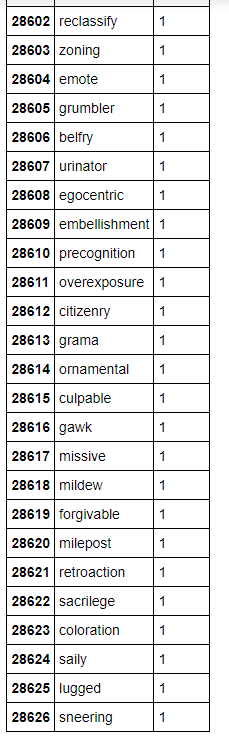 28602 reclassify 1
28603 zoning 1
28604 emote 1
28605 grumbler 1
28606 belfry 1
28607 urinator 1
28608 egocentric 1
28609 embellishment 1
28610 precognition 1
28611 overexposure 1
28612 citizenry 1
28613 grama 1
28614 ornamental 1
28615 culpable 1
28616 gawk 1
28617 missive 1
28618 mildew 1
28619 forgivable 1
28620 milepost 1
28621 retroaction 1
28622 sacrilege 1
28623 coloration 1
28624 saily 1
28625 lugged 1
28626 sneering 1